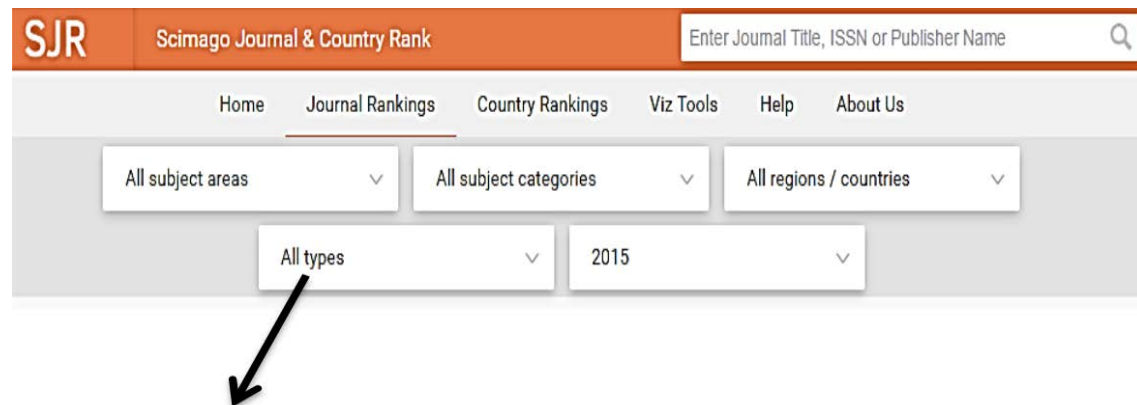 SJR Scimago Journal & Country Rank Enter Journal Title, ISSN or Publisher Name
Home Journal Rankings Country Rankings Viz Tools Help About Us
All subject areas All subject categories All regions / countries
All types 2015